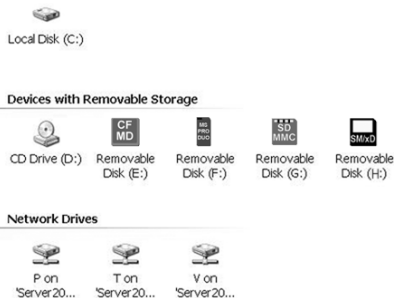 Local Disk (C:)
Devices with Removable Storage
CF
MD
MS
PRO
DUO
SD
MMC
SM/xD
CD Drive (D:) Removable Removable Removable Removable
Disk (E:) Disk (F:) Disk (G:) Disk (H:)
Network Drives
P on T on V on
'Server20... 'Server20... 'Server20...